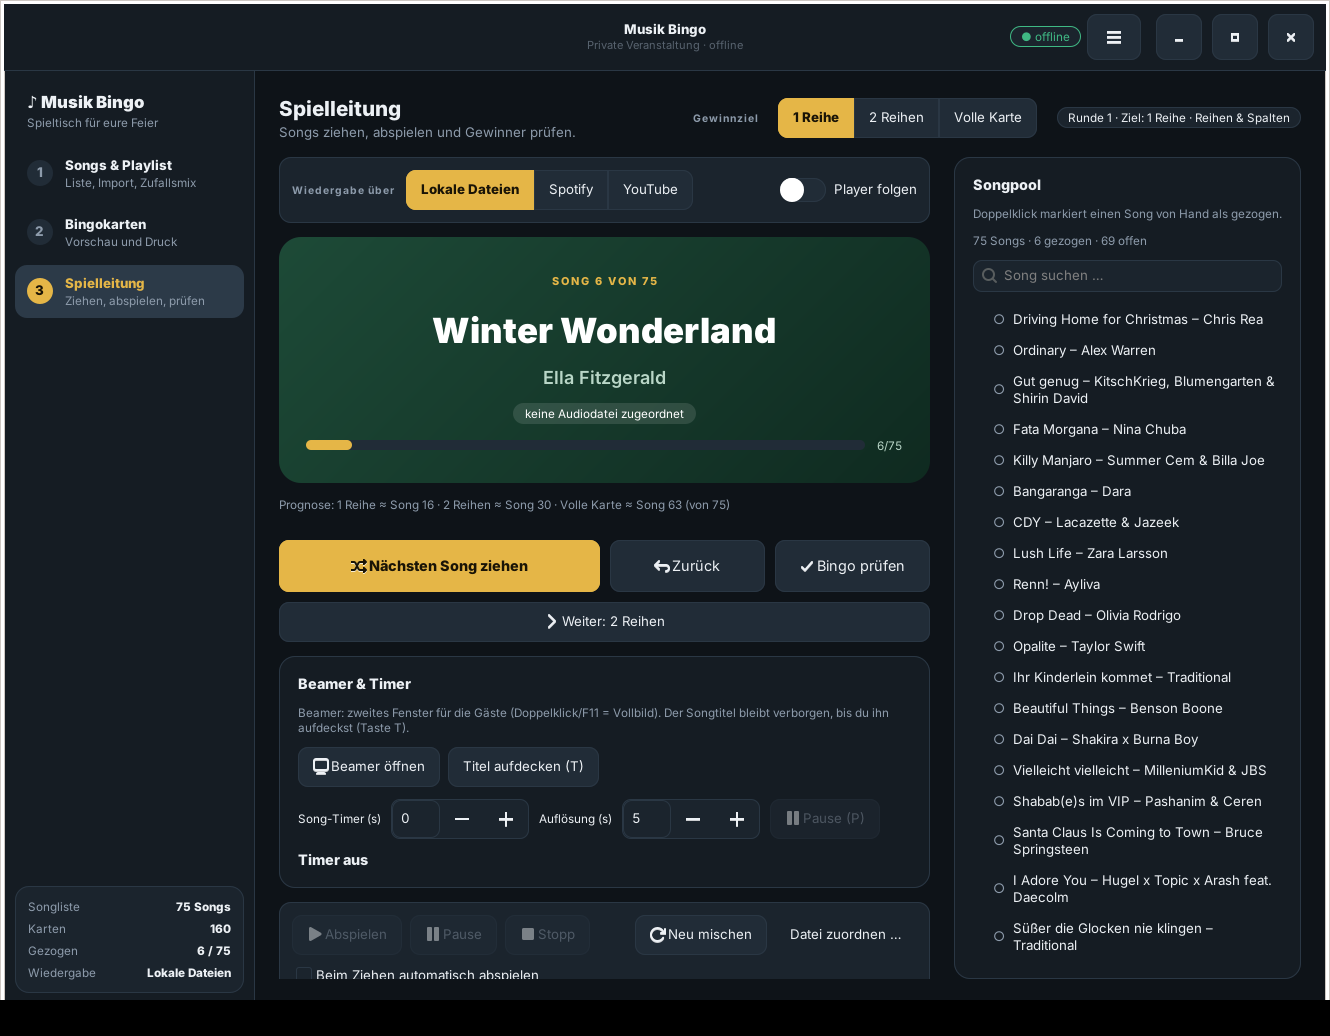 Musik Bingo
Private Veranstaltung · offline
offline
♪ Musik Bingo
Spieltisch für eure Feier
1
Songs & Playlist
Liste, Import, Zufallsmix
2
Bingokarten
Vorschau und Druck
3
Spielleitung
Ziehen, abspielen, prüfen
Songliste 75 Songs
Karten 160
Gezogen 6 / 75
Wiedergabe Lokale Dateien
Spielleitung
Songs ziehen, abspielen und Gewinner prüfen.
Gewinnziel 1 Reihe 2 Reihen Volle Karte
Runde 1 · Ziel: 1 Reihe · Reihen & Spalten
Wiedergabe über Lokale Dateien Spotify YouTube Player folgen
SONG 6 VON 75
Winter Wonderland
Ella Fitzgerald
keine Audiodatei zugeordnet
6/75
Prognose: 1 Reihe ≈ Song 16 · 2 Reihen ≈ Song 30 · Volle Karte ≈ Song 63 (von 75)
Nächsten Song ziehen Zurück Bingo prüfen
Weiter: 2 Reihen
Beamer & Timer
Beamer: zweites Fenster für die Gäste (Doppelklick/F11 = Vollbild). Der Songtitel bleibt verborgen, bis du ihn
aufdeckst (Taste T).
Beamer öffnen Titel aufdecken (T)
Song-Timer (s) 0 Auflösung (s) 5 Pause (P)
Timer aus
Abspielen Pause Stopp Neu mischen Datei zuordnen ...
Beim Ziehen automatisch abspielen
Songpool
Doppelklick markiert einen Song von Hand als gezogen.
75 Songs · 6 gezogen · 69 offen
Song suchen ...
Driving Home for Christmas – Chris Rea
Ordinary – Alex Warren
Gut genug – KitschKrieg, Blumengarten &
Shirin David
Fata Morgana – Nina Chuba
Killy Manjaro – Summer Cem & Billa Joe
Bangaranga – Dara
CDY – Lacazette & Jazeek
Lush Life – Zara Larsson
Renn! – Ayliva
Drop Dead – Olivia Rodrigo
Opalite – Taylor Swift
Ihr Kinderlein kommet – Traditional
Beautiful Things – Benson Boone
Dai Dai – Shakira x Burna Boy
Vielleicht vielleicht – MilleniumKid & JBS
Shabab(e)s im VIP – Pashanim & Ceren
Santa Claus Is Coming to Town – Bruce
Springsteen
I Adore You – Hugel x Topic x Arash feat.
Daecolm
Süßer die Glocken nie klingen –
Traditional